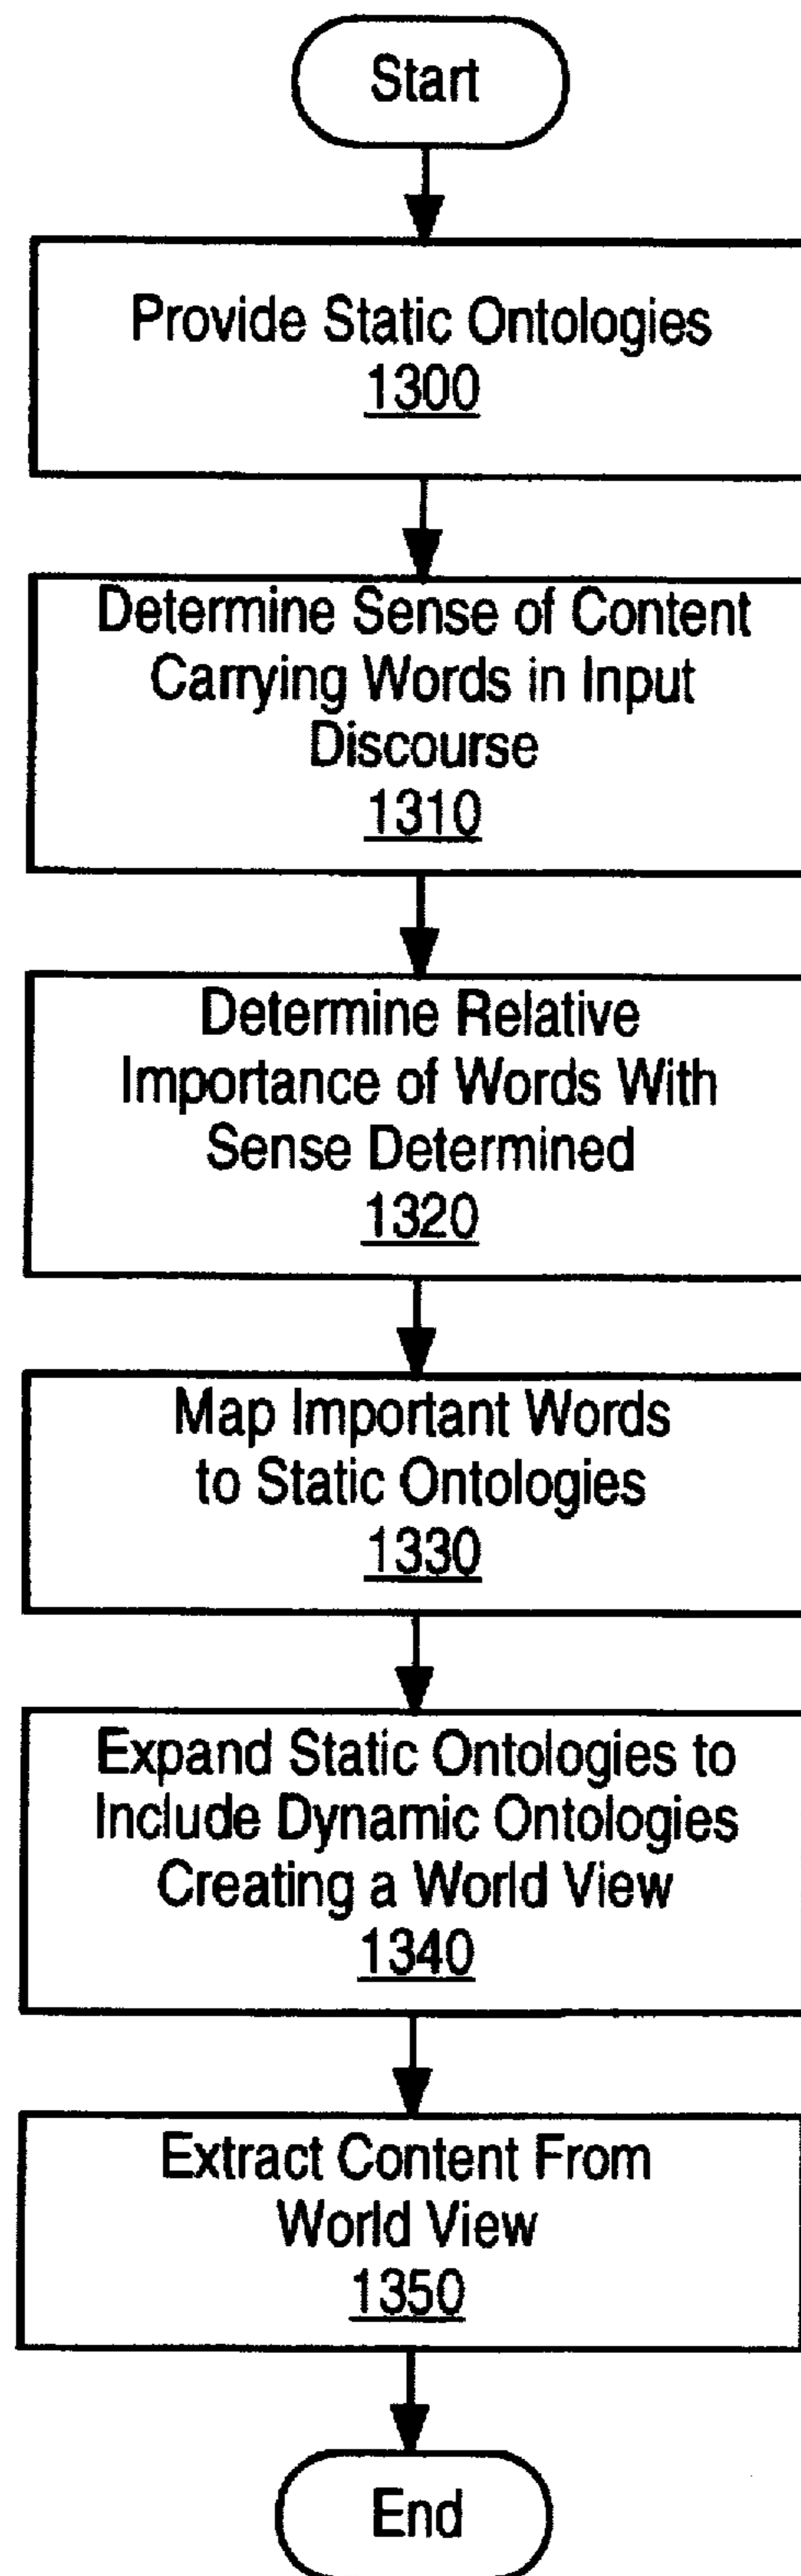 Start
Provide Static Ontologies
1300
Determine Sense of Content
Carrying Words in Input
Discourse
1310
Determine Relative
Importance of Words With
Sense Determined
1320
Map Important Words
to Static Ontologies
1330
Expand Static Ontologies to
Include Dynamic Ontologies
Creating a World View
1340
Extract Content From
World View
1350
End